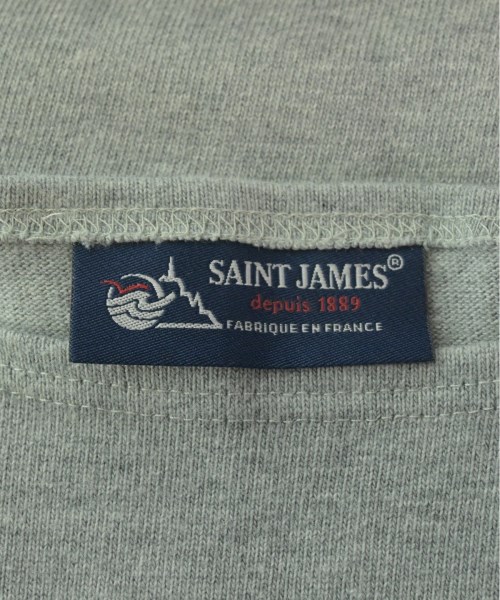 SAINT JAMES®
depuis 1889
FABRIQUE EN FRANCE